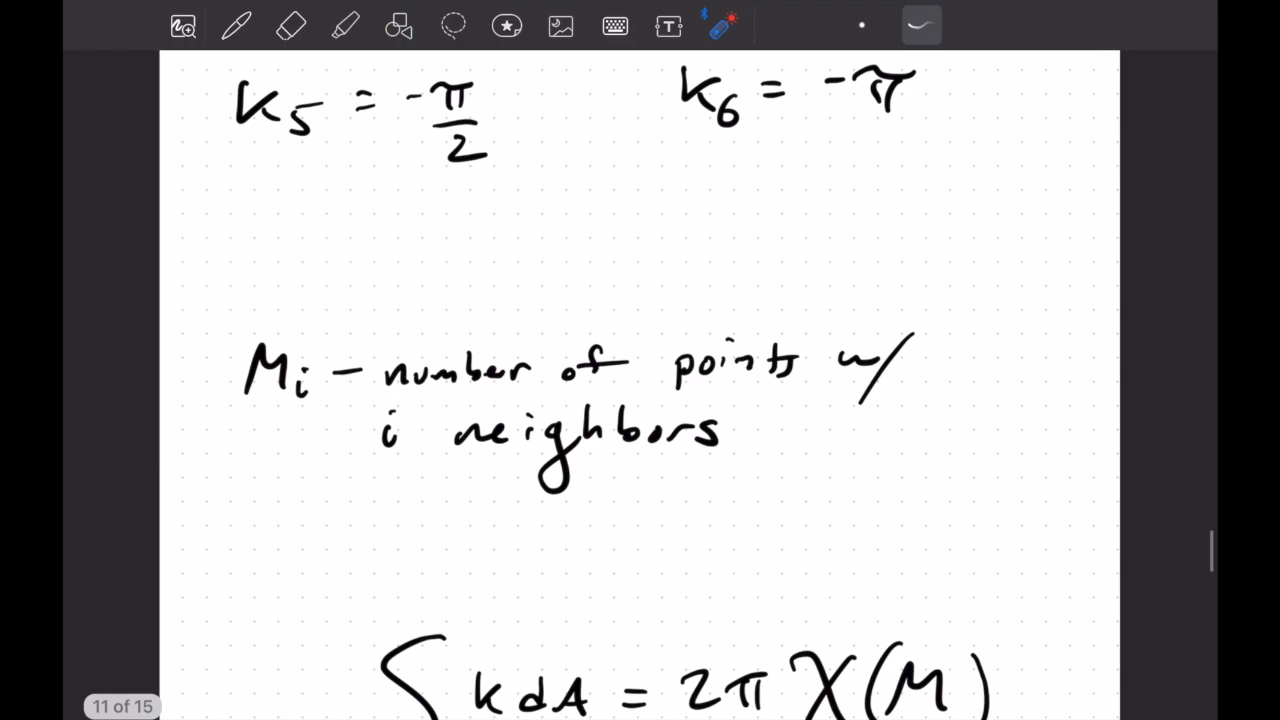 K5 = -π/2 K6 = -π
Mi - number of points w/
i neighbors
∫ K dA = 2π χ(M)
11 of 15